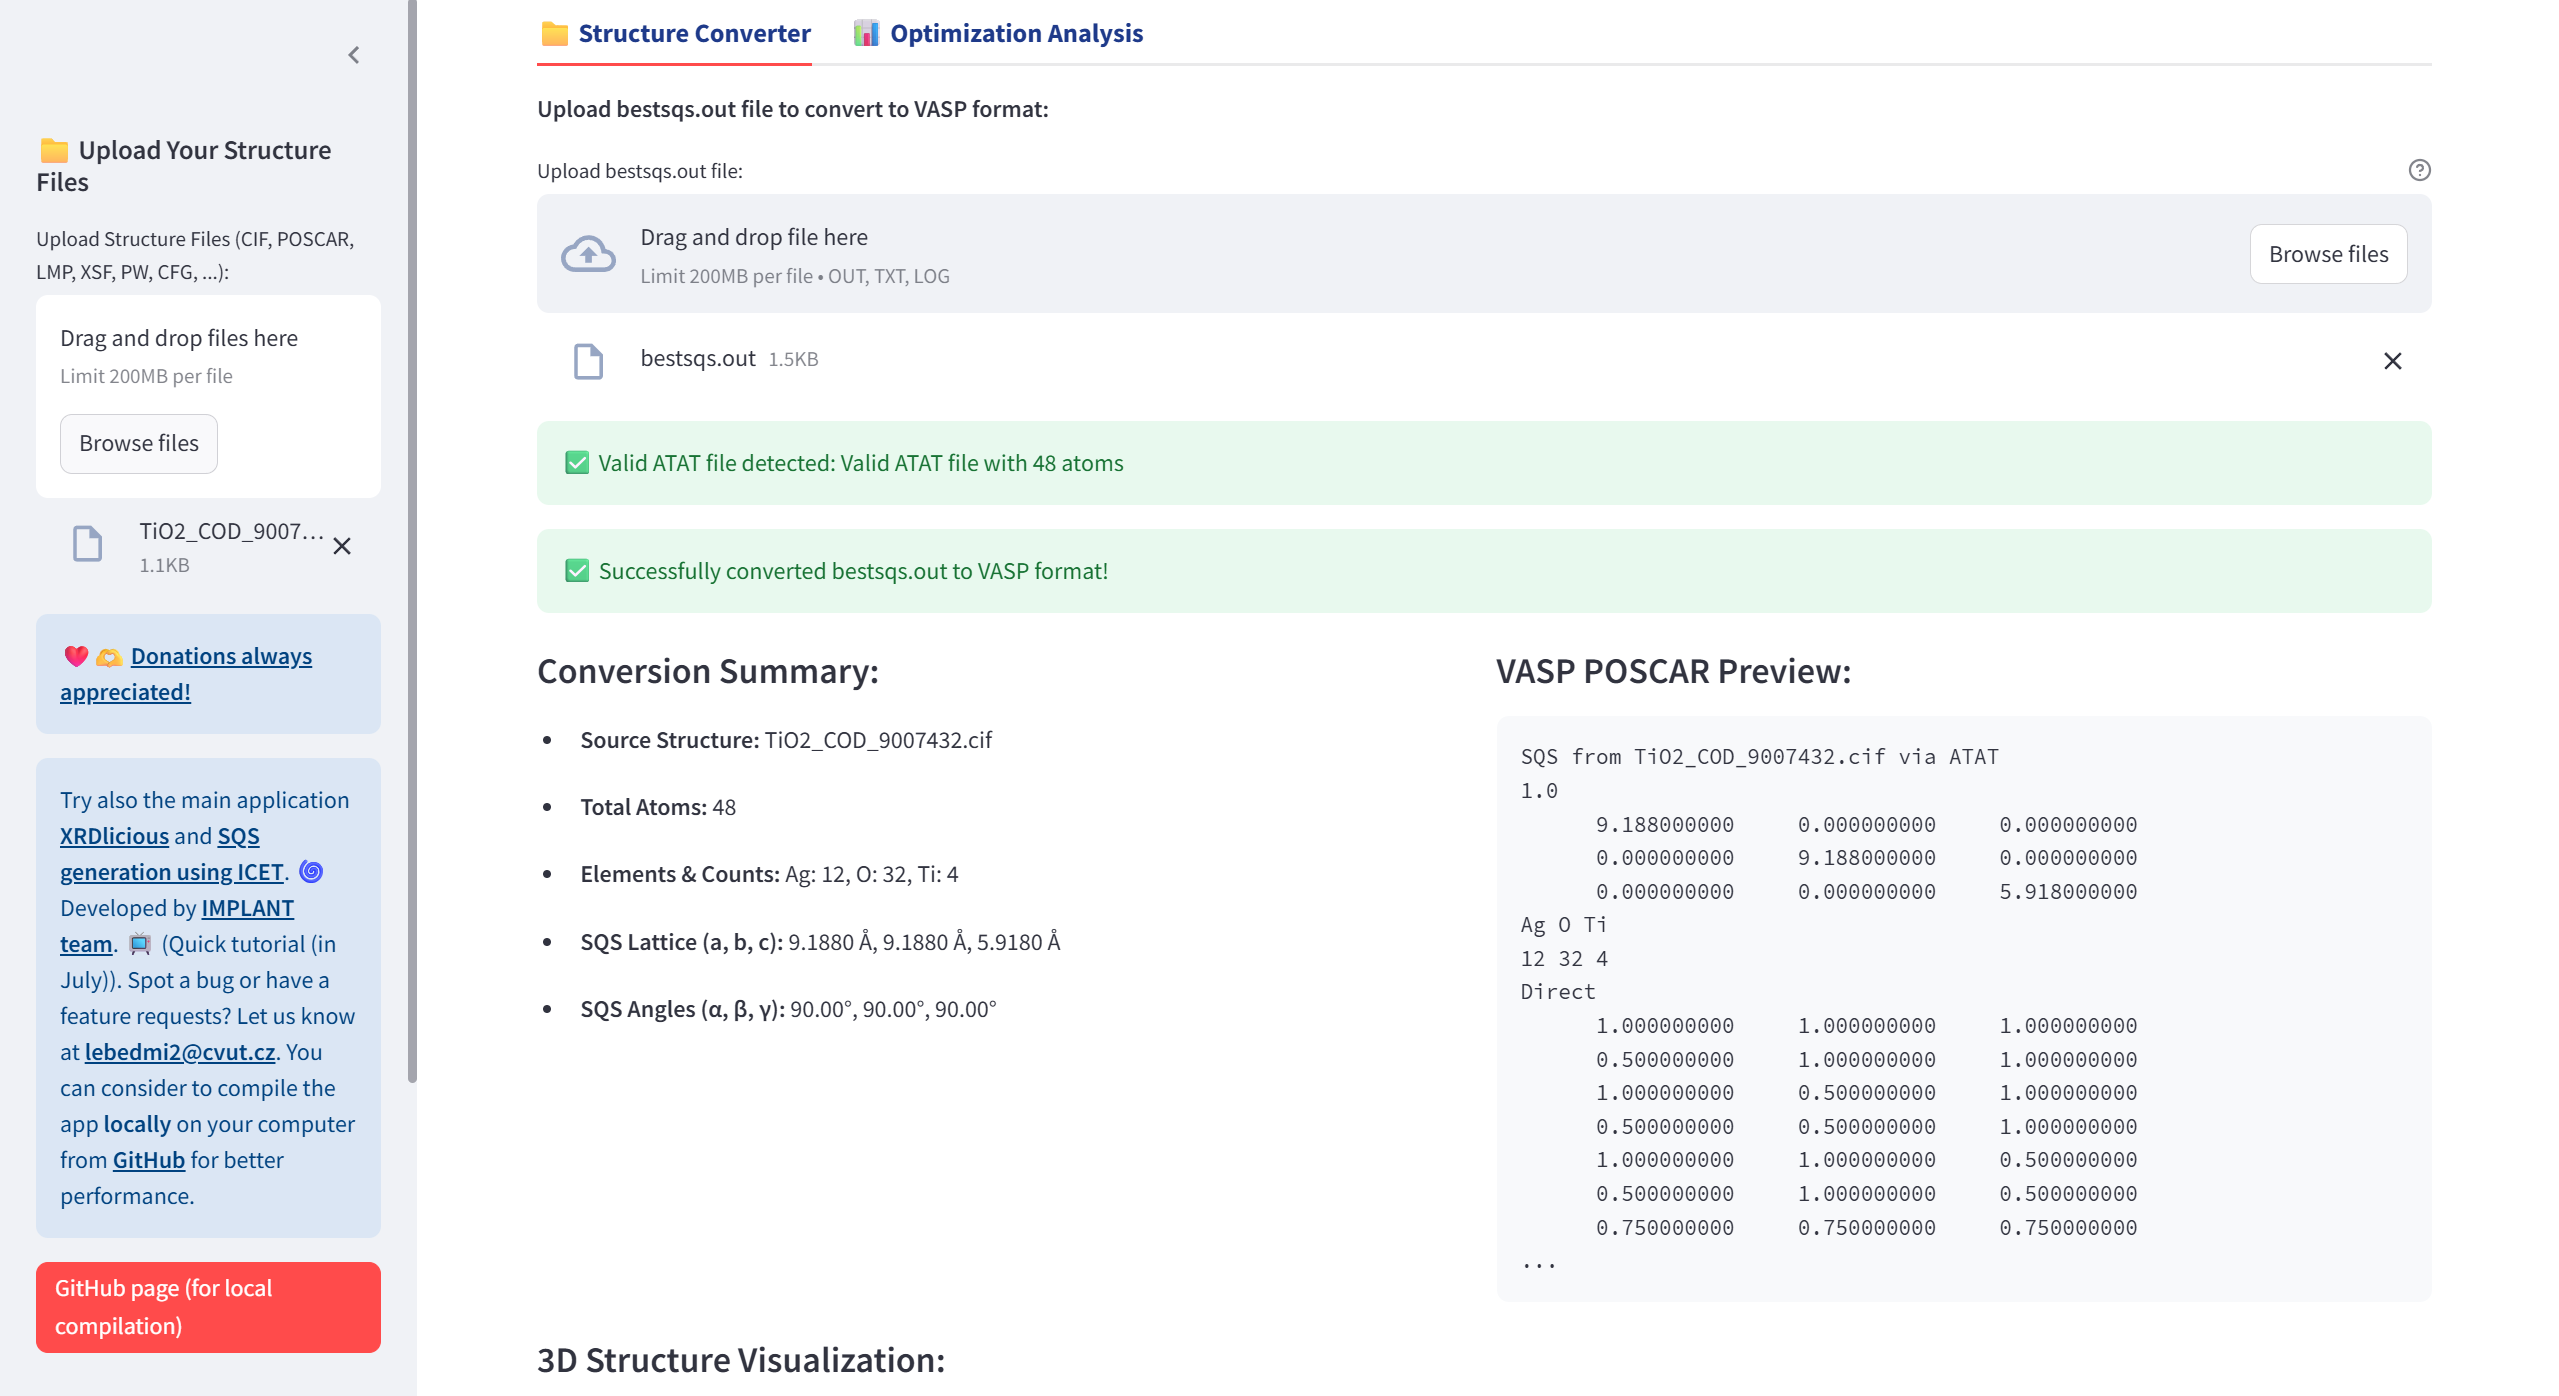 Upload Your Structure
Files
Upload Structure Files (CIF, POSCAR,
LMP, XSF, PW, CFG, ...):
Drag and drop files here
Limit 200MB per file
Browse files
TiO2_COD_9007...
1.1KB
Donations always
appreciated!
Try also the main application
XRDlicious and SQS
generation using ICET.
Developed by IMPLANT
team. (Quick tutorial (in
July)). Spot a bug or have a
feature requests? Let us know
at lebedmi2@cvut.cz. You
can consider to compile the
app locally on your computer
from GitHub for better
performance.
GitHub page (for local
compilation)
Structure Converter
Optimization Analysis
Upload bestsqs.out file to convert to VASP format:
Upload bestsqs.out file:
Drag and drop file here
Limit 200MB per file • OUT, TXT, LOG
Browse files
bestsqs.out 1.5KB
Valid ATAT file detected: Valid ATAT file with 48 atoms
Successfully converted bestsqs.out to VASP format!
Conversion Summary:
• Source Structure: TiO2_COD_9007432.cif
• Total Atoms: 48
• Elements & Counts: Ag: 12, O: 32, Ti: 4
• SQS Lattice (a, b, c): 9.1880 Å, 9.1880 Å, 5.9180 Å
• SQS Angles (α, β, γ): 90.00°, 90.00°, 90.00°
VASP POSCAR Preview:
SQS from TiO2_COD_9007432.cif via ATAT
1.0
9.188000000 0.000000000 0.000000000
0.000000000 9.188000000 0.000000000
0.000000000 0.000000000 5.918000000
Ag O Ti
12 32 4
Direct
1.000000000 1.000000000 1.000000000
0.500000000 1.000000000 1.000000000
1.000000000 0.500000000 1.000000000
0.500000000 0.500000000 1.000000000
1.000000000 1.000000000 0.500000000
0.500000000 1.000000000 0.500000000
0.750000000 0.750000000 0.750000000
...
3D Structure Visualization: